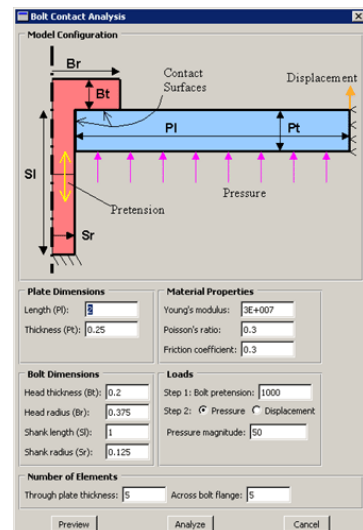 Bolt Contact Analysis
Model Configuration
Br
Contact
Surfaces
Displacement
Bt
Pl
Pt
Sl
Pretension
Pressure
Sr
Plate Dimensions
Length (Pl): 2
Thickness (Pt): 0.25
Material Properties
Young's modulus: 3E+007
Poisson's ratio: 0.3
Friction coefficient: 0.3
Bolt Dimensions
Head thickness (Bt): 0.2
Head radius (Br): 0.375
Shank length (Sl): 1
Shank radius (Sr): 0.125
Loads
Step 1: Bolt pretension: 1000
Step 2: Pressure Displacement
Pressure magnitude: 50
Number of Elements
Through plate thickness: 5 Across bolt flange: 5
Preview Analyze Cancel